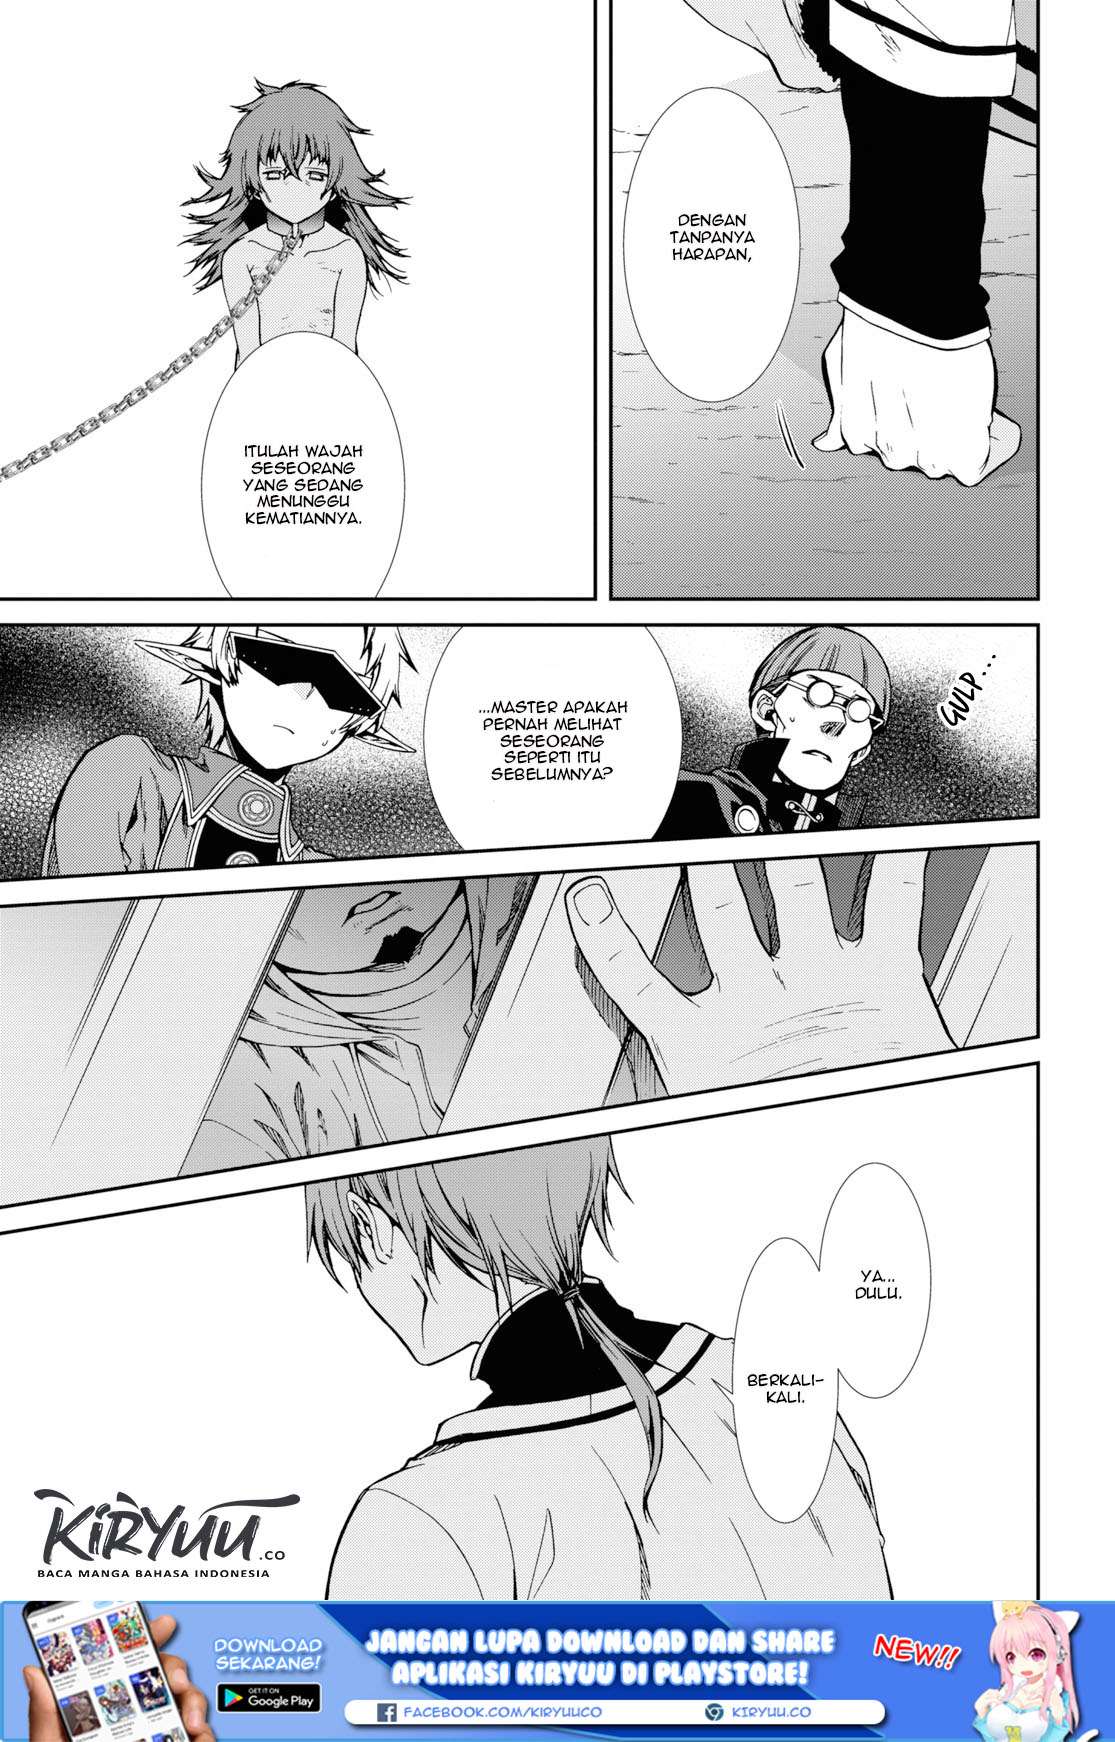 DENGAN
TANPANYA
HARAPAN,
ITULAH WAJAH
SESEORANG
YANG SEDANG
MENUNGGU
KEMATIANNYA.
GULP...
...MASTER APAKAH
PERNAH MELIHAT
SESEORANG
SEPERTI ITU
SEBELUMNYA?
YA...
DULU.
BERKALI-
KALI.
KIRYUU.CO
BACA MANGA BAHASA INDONESIA
DOWNLOAD
SEKARANG!
GET IT ON
Google Play
JANGAN LUPA DOWNLOAD DAN SHARE
APLIKASI KIRYUU DI PLAYSTORE!
FACEBOOK.COM/KIRYUUCO
KIRYUU.CO
NEW!!